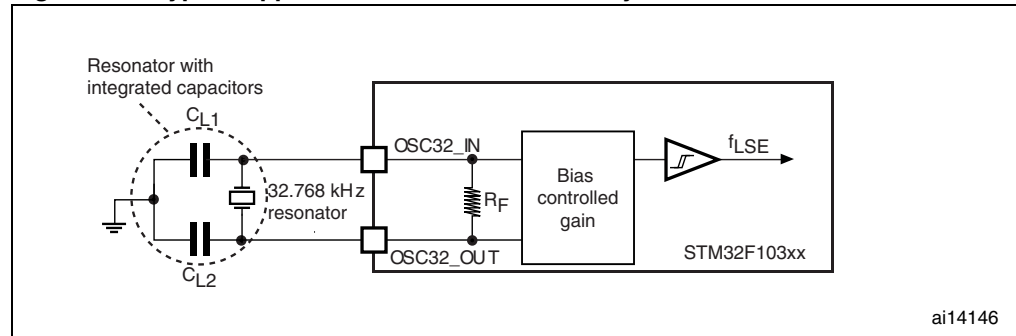 Resonator with
integrated capacitors
CL1
OSC32_IN
fLSE
32.768 kHz
resonator
RF
Bias
controlled
gain
OSC32_OUT
STM32F103xx
CL2
ai14146